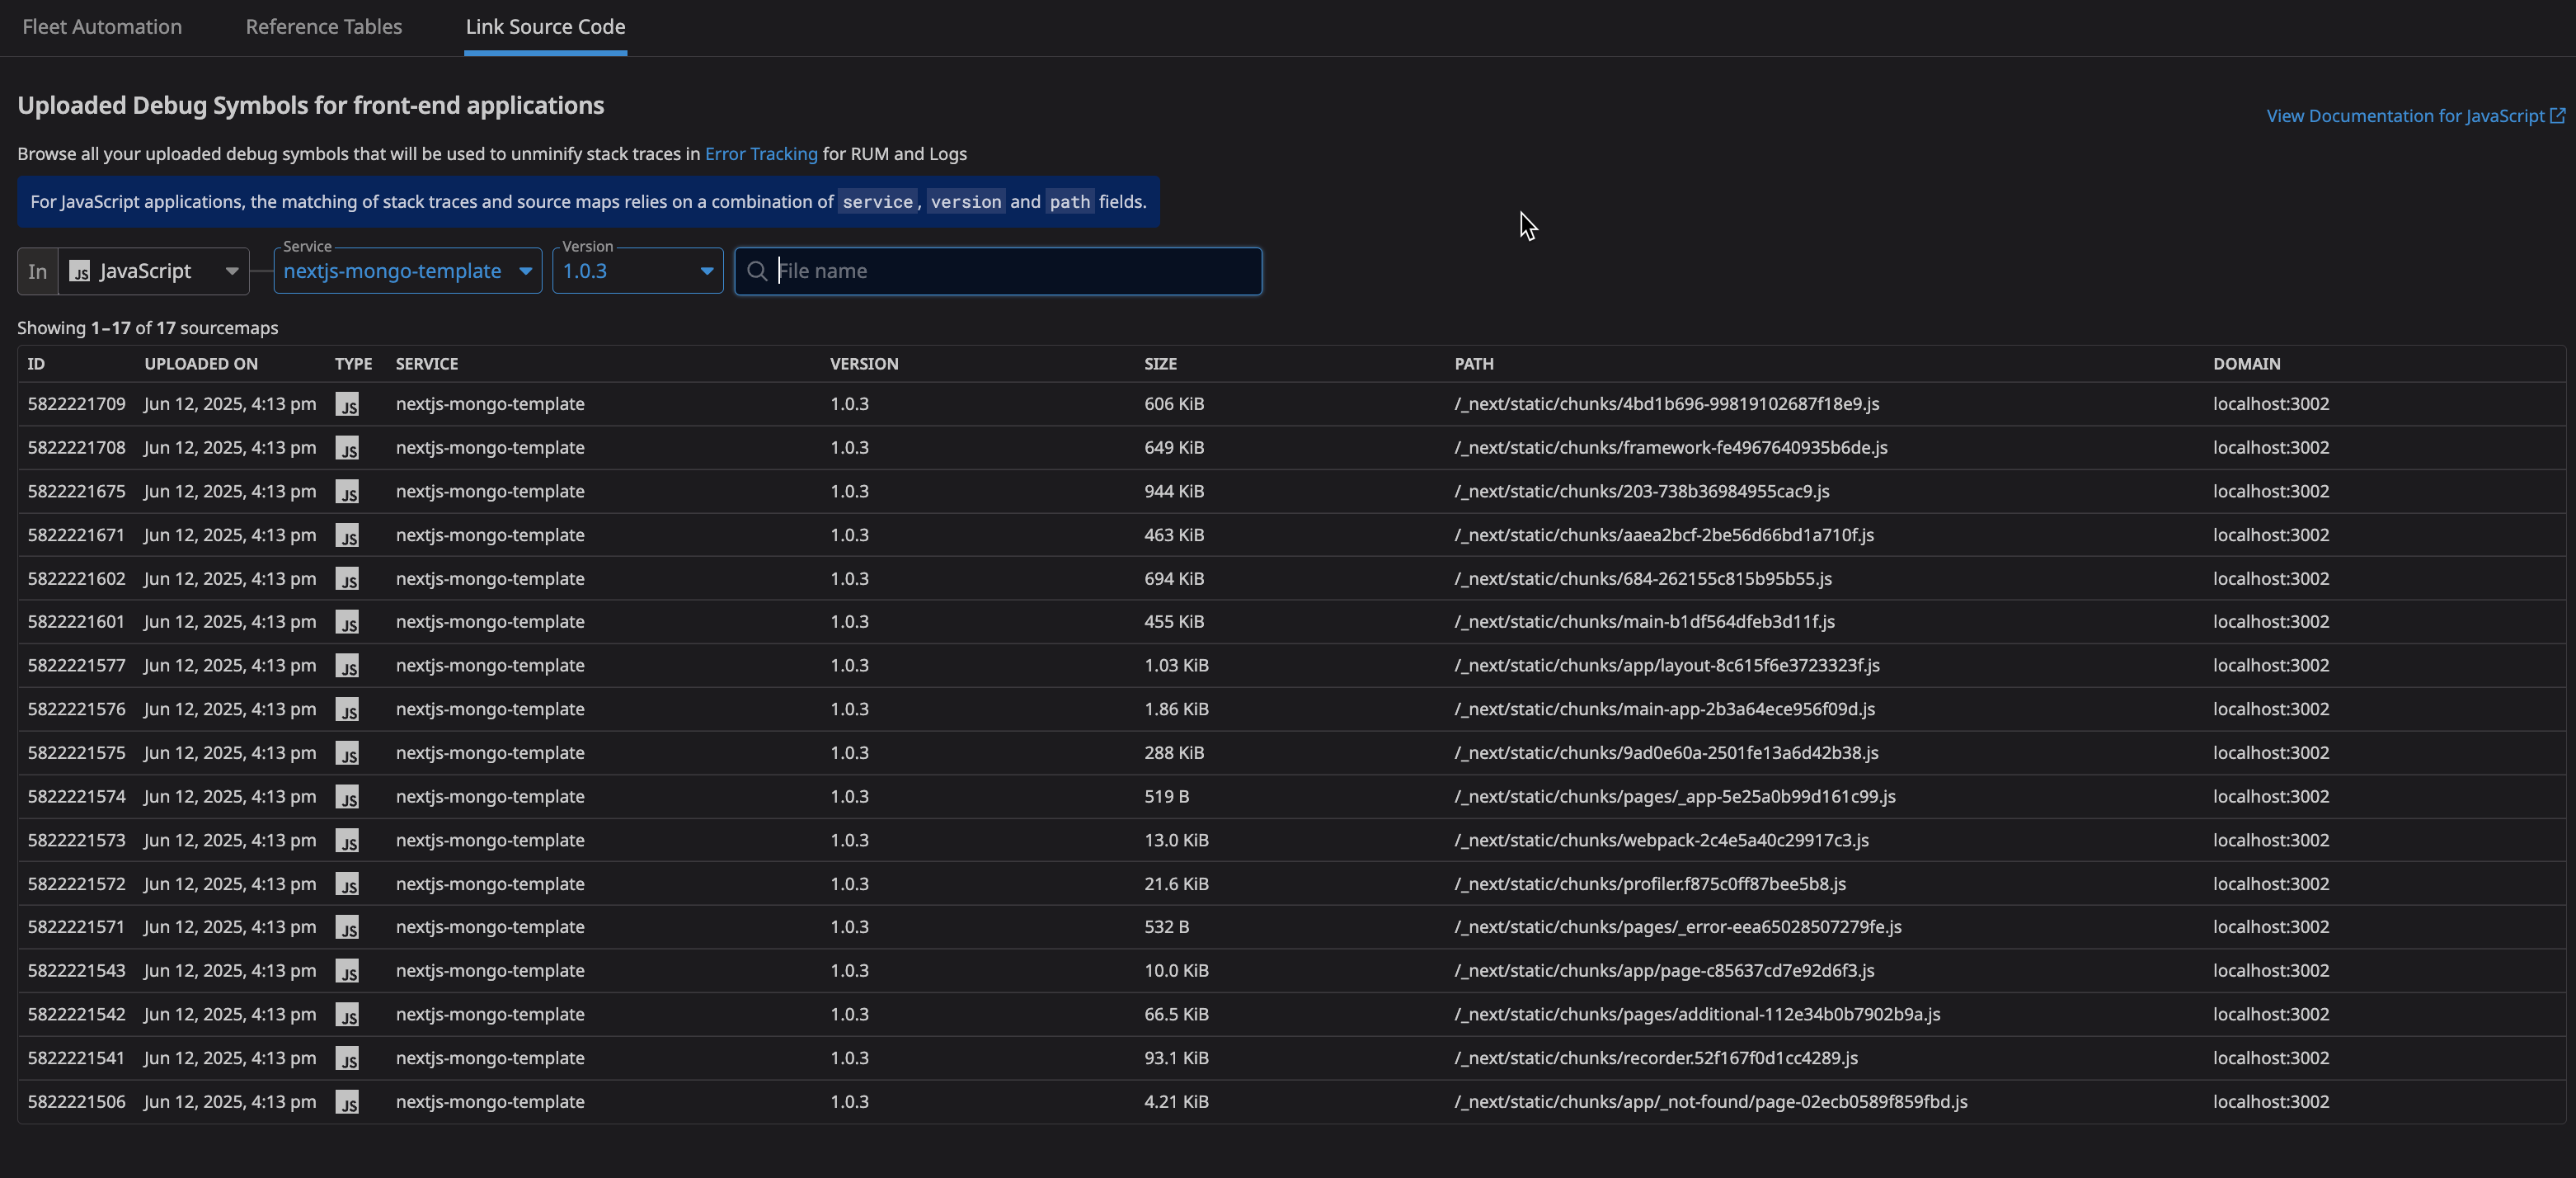 Fleet Automation Reference Tables Link Source Code
Uploaded Debug Symbols for front-end applications
View Documentation for JavaScript
Browse all your uploaded debug symbols that will be used to unminify stack traces in Error Tracking for RUM and Logs
For JavaScript applications, the matching of stack traces and source maps relies on a combination of service, version and path fields.
Service Version
In JS JavaScript nextjs-mongo-template 1.0.3 File name
Showing 1–17 of 17 sourcemaps
ID UPLOADED ON TYPE SERVICE VERSION SIZE PATH DOMAIN
5822221709 Jun 12, 2025, 4:13 pm JS nextjs-mongo-template 1.0.3 606 KiB /_next/static/chunks/4bd1b696-99819102687f18e9.js localhost:3002
5822221708 Jun 12, 2025, 4:13 pm JS nextjs-mongo-template 1.0.3 649 KiB /_next/static/chunks/framework-fe4967640935b6de.js localhost:3002
5822221675 Jun 12, 2025, 4:13 pm JS nextjs-mongo-template 1.0.3 944 KiB /_next/static/chunks/203-738b36984955cac9.js localhost:3002
5822221671 Jun 12, 2025, 4:13 pm JS nextjs-mongo-template 1.0.3 463 KiB /_next/static/chunks/aaea2bcf-2be56d66bd1a710f.js localhost:3002
5822221602 Jun 12, 2025, 4:13 pm JS nextjs-mongo-template 1.0.3 694 KiB /_next/static/chunks/684-262155c815b95b55.js localhost:3002
5822221601 Jun 12, 2025, 4:13 pm JS nextjs-mongo-template 1.0.3 455 KiB /_next/static/chunks/main-b1df564dfeb3d11f.js localhost:3002
5822221577 Jun 12, 2025, 4:13 pm JS nextjs-mongo-template 1.0.3 1.03 KiB /_next/static/chunks/app/layout-8c615f6e3723323f.js localhost:3002
5822221576 Jun 12, 2025, 4:13 pm JS nextjs-mongo-template 1.0.3 1.86 KiB /_next/static/chunks/main-app-2b3a64ece956f09d.js localhost:3002
5822221575 Jun 12, 2025, 4:13 pm JS nextjs-mongo-template 1.0.3 288 KiB /_next/static/chunks/9ad0e60a-2501fe13a6d42b38.js localhost:3002
5822221574 Jun 12, 2025, 4:13 pm JS nextjs-mongo-template 1.0.3 519 B /_next/static/chunks/pages/_app-5e25a0b99d161c99.js localhost:3002
5822221573 Jun 12, 2025, 4:13 pm JS nextjs-mongo-template 1.0.3 13.0 KiB /_next/static/chunks/webpack-2c4e5a40c29917c3.js localhost:3002
5822221572 Jun 12, 2025, 4:13 pm JS nextjs-mongo-template 1.0.3 21.6 KiB /_next/static/chunks/profiler.f875c0ff87bee5b8.js localhost:3002
5822221571 Jun 12, 2025, 4:13 pm JS nextjs-mongo-template 1.0.3 532 B /_next/static/chunks/pages/_error-eea65028507279fe.js localhost:3002
5822221543 Jun 12, 2025, 4:13 pm JS nextjs-mongo-template 1.0.3 10.0 KiB /_next/static/chunks/app/page-c85637cd7e92d6f3.js localhost:3002
5822221542 Jun 12, 2025, 4:13 pm JS nextjs-mongo-template 1.0.3 66.5 KiB /_next/static/chunks/pages/additional-112e34b0b7902b9a.js localhost:3002
5822221541 Jun 12, 2025, 4:13 pm JS nextjs-mongo-template 1.0.3 93.1 KiB /_next/static/chunks/recorder.52f167f0d1cc4289.js localhost:3002
5822221506 Jun 12, 2025, 4:13 pm JS nextjs-mongo-template 1.0.3 4.21 KiB /_next/static/chunks/app/_not-found/page-02ecb0589f859fbd.js localhost:3002